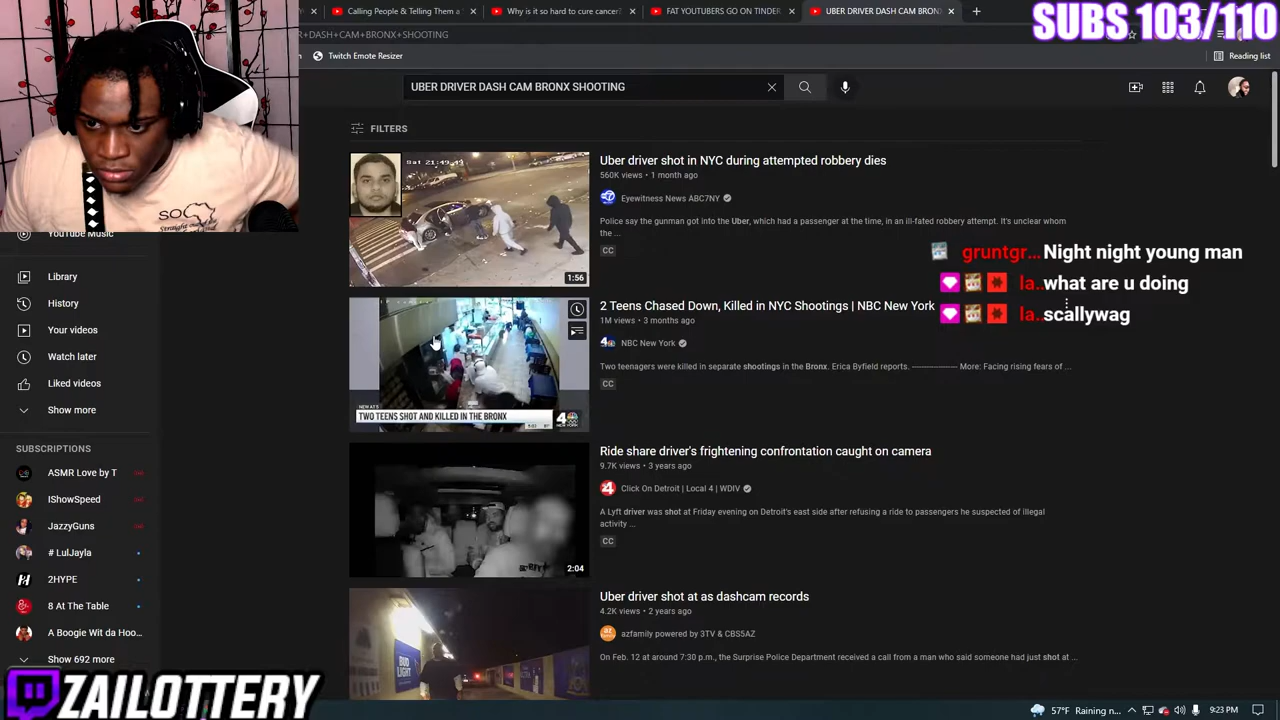 Calling People & Telling them a
Why is it so hard to cure cancer?
FAT YOUTUBERS GO ON TINDER
UBER DRIVER DASH CAM BRONX
SUBS 103/110
R+DASH+CAM+BRONX+SHOOTING
Twitch Emote Resizer
Reading list
UBER DRIVER DASH CAM BRONX SHOOTING
FILTERS
Sat 21:49:49
1:56
Uber driver shot in NYC during attempted robbery dies
560K views • 1 month ago
Eyewitness News ABC7NY
Police say the gunman got into the Uber, which had a passenger at the time, in an ill-fated robbery attempt. It's unclear whom
the ...
CC
gruntgr... Night night young man
la.. what are u doing
la.. scallywag
SOC
YouTube Music
Library
History
Your videos
Watch later
Liked videos
Show more
SUBSCRIPTIONS
ASMR Love by T
IShowSpeed
JazzyGuns
# LulJayla
2HYPE
8 At The Table
A Boogie Wit da Hoo...
Show 692 more
2 Teens Chased Down, Killed in NYC Shootings | NBC New York
1M views • 3 months ago
NBC New York
Two teenagers were killed in separate shootings in the Bronx. Erica Byfield reports. ----------------- More: Facing rising fears of ...
CC
NEW AT 5
TWO TEENS SHOT AND KILLED IN THE BRONX
4
Ride share driver's frightening confrontation caught on camera
9.7K views • 3 years ago
Click On Detroit | Local 4 | WDIV
A Lyft driver was shot at Friday evening on Detroit's east side after refusing a ride to passengers he suspected of illegal
activity ...
CC
2:04
Uber driver shot at as dashcam records
4.2K views • 2 years ago
azfamily powered by 3TV & CBS5AZ
On Feb. 12 at around 7:30 p.m., the Surprise Police Department received a call from a man who said someone had just shot at ...
BUD
LIGHT
ZAILOTTERY
57°F Raining n...
9:23 PM